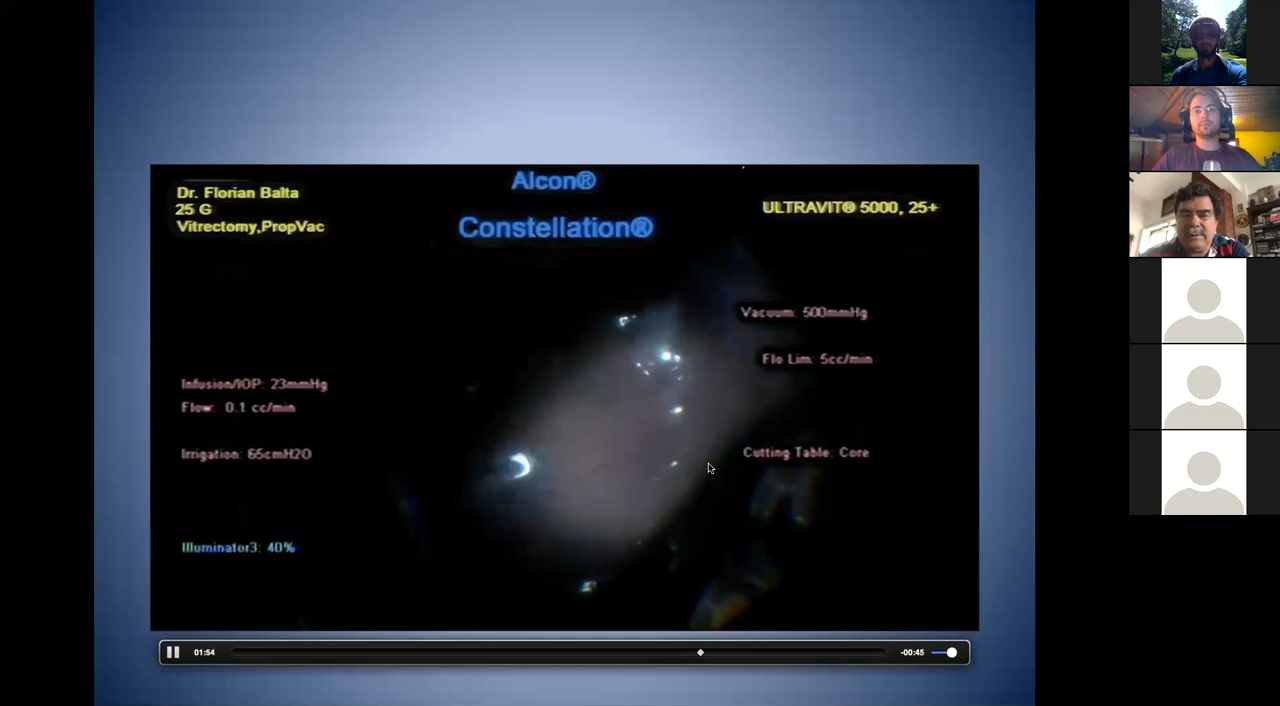 Dr. Florian Balta
25 G
Vitrectomy,PropVac
Alcon®
Constellation®
ULTRAVIT® 5000, 25+
Vacuum: 500mmHg
Flo Lim: 5cc/min
Infusion/IOP: 23mmHg
Flow: 0.1 cc/min
Irrigation: 65cmH2O
Cutting Table: Core
Illuminator3: 40%
01:54
-00:45